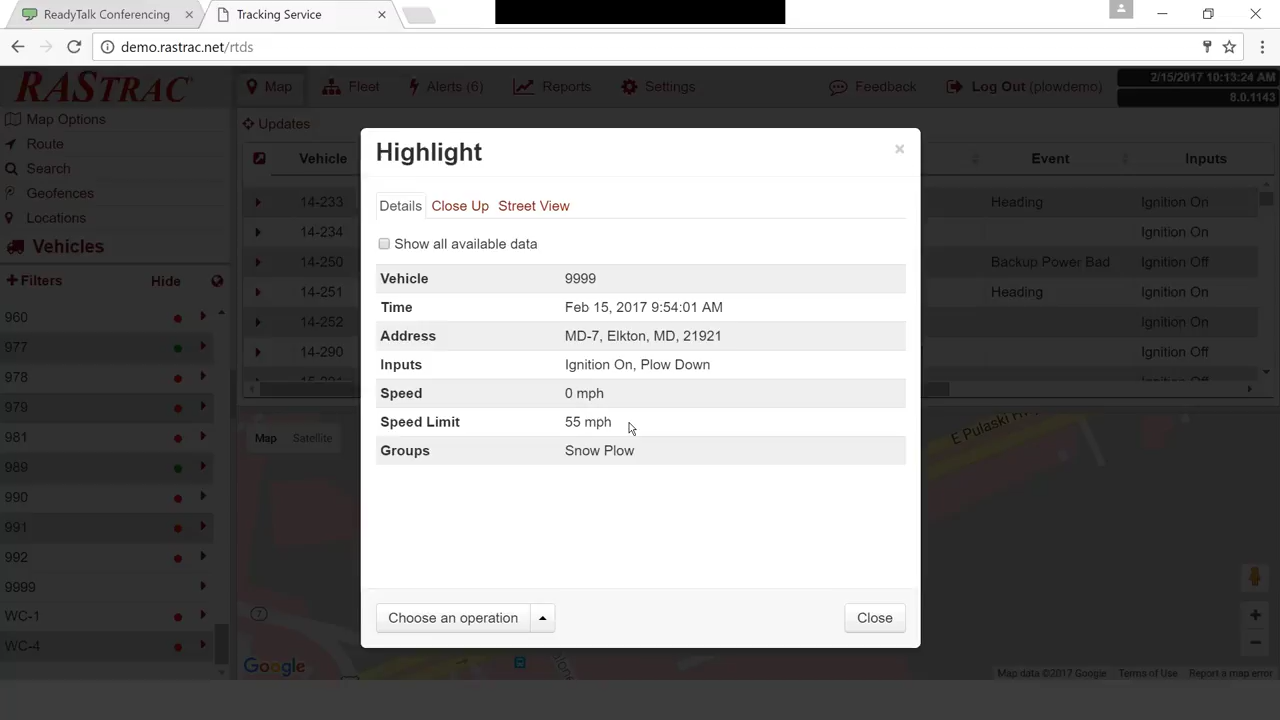 ReadyTalk Conferencing
Tracking Service
demo.rastrac.net/rtds
RASTRAC
Map
Fleet
Alerts (6)
Reports
Settings
Feedback
Log Out (plowdemo)
2/15/2017 10:13:24 AM
8.0.1143
Map Options
Route
Search
Geofences
Locations
Vehicles
Filters
Hide
960
977
978
979
981
989
990
991
992
9999
WC-1
WC-4
Updates
Vehicle
Event
Inputs
14-233
Heading
Ignition On
14-234
Ignition On
14-250
Backup Power Bad
Ignition Off
14-251
Heading
Ignition On
14-252
Ignition Off
14-290
Ignition Off
Highlight
Details
Close Up
Street View
Show all available data
Vehicle 9999
Time Feb 15, 2017 9:54:01 AM
Address MD-7, Elkton, MD, 21921
Inputs Ignition On, Plow Down
Speed 0 mph
Speed Limit 55 mph
Groups Snow Plow
Choose an operation
Close
Map
Satellite
E Pulaski
Google
Map data ©2017 Google
Terms of Use
Report a map error